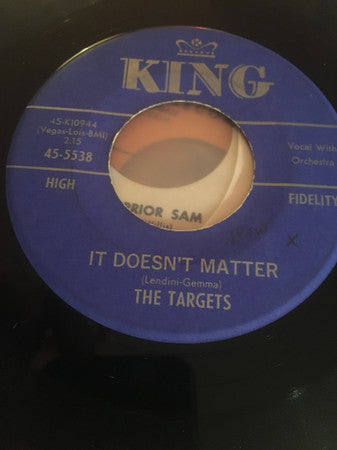 KING
45-K10944
(Vegas-Lois-BMI)
2.15
45-5538
Vocal With
Orchestra
HIGH
FIDELITY
RIOR SAM
IT DOESN'T MATTER
(Lendini-Gemma)
THE TARGETS
X